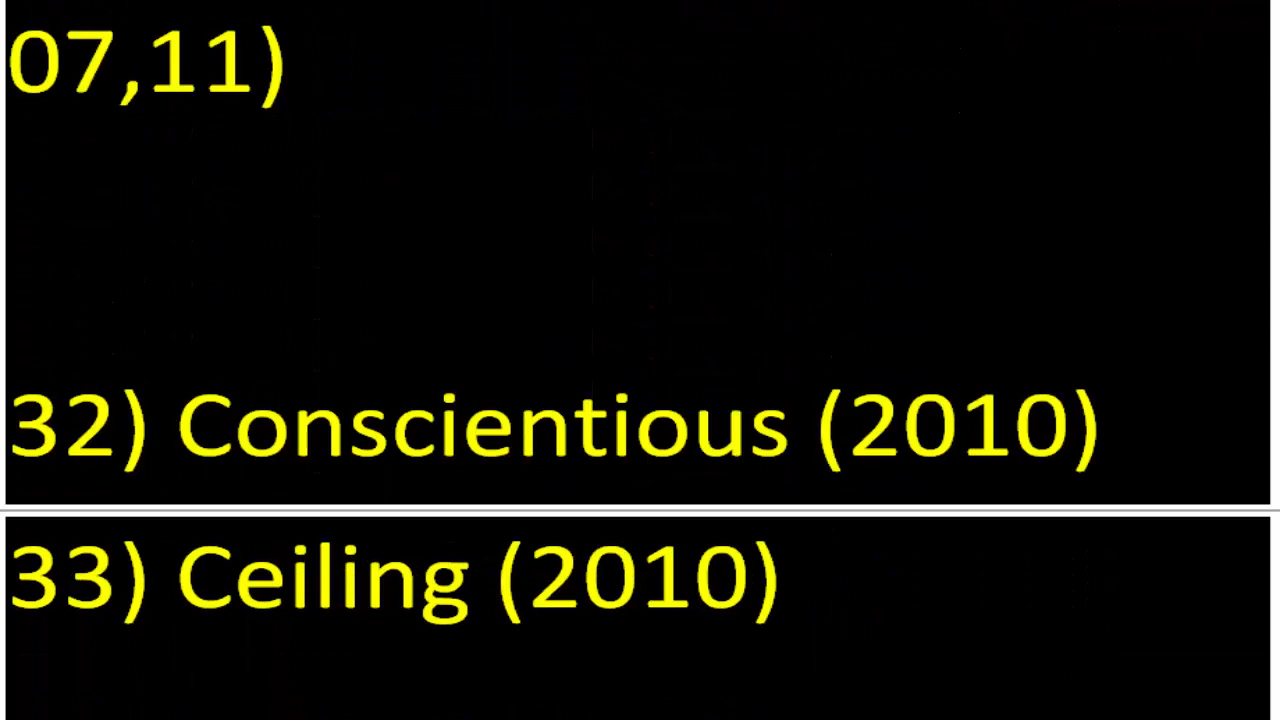 07,11)
32) Conscientious (2010)
33) Ceiling (2010)